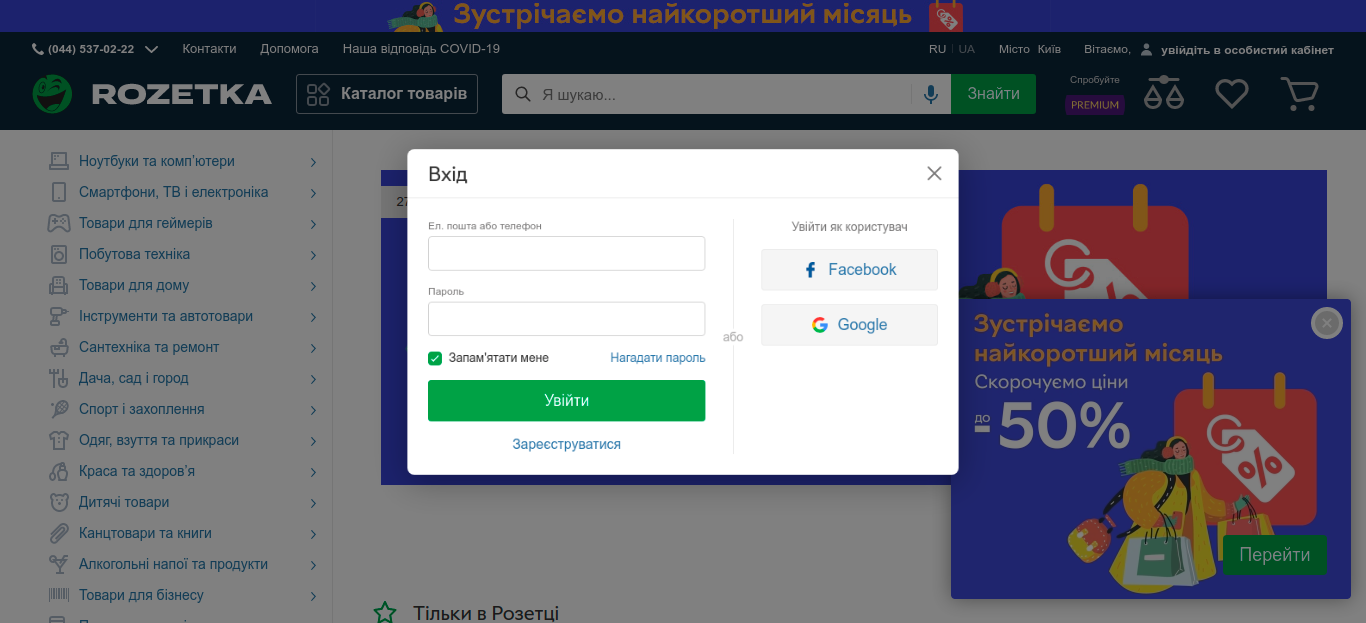 Зустрічаємо найкоротший місяць
(044) 537-02-22 Контакти Допомога Наша відповідь COVID-19 RU | UA Місто Київ Вітаємо, увійдіть в особистий кабінет
ROZETKA Каталог товарів Я шукаю... Знайти Спробуйте
PREMIUM
Ноутбуки та комп'ютери
Смартфони, ТВ і електроніка
Товари для геймерів
Побутова техніка
Товари для дому
Інструменти та автотовари
Сантехніка та ремонт
Дача, сад і город
Спорт і захоплення
Одяг, взуття та прикраси
Краса та здоров'я
Дитячі товари
Канцтовари та книги
Алкогольні напої та продукти
Товари для бізнесу
27
Вхід
Ел. пошта або телефон
Пароль
Запам'ятати мене Нагадати пароль
Увійти
Зареєструватися
або
Увійти як користувач
Facebook
Google
%
Зустрічаємо
найкоротший місяць
Скорочуємо ціни
до
-50%
%
Перейти
Тільки в Розетці